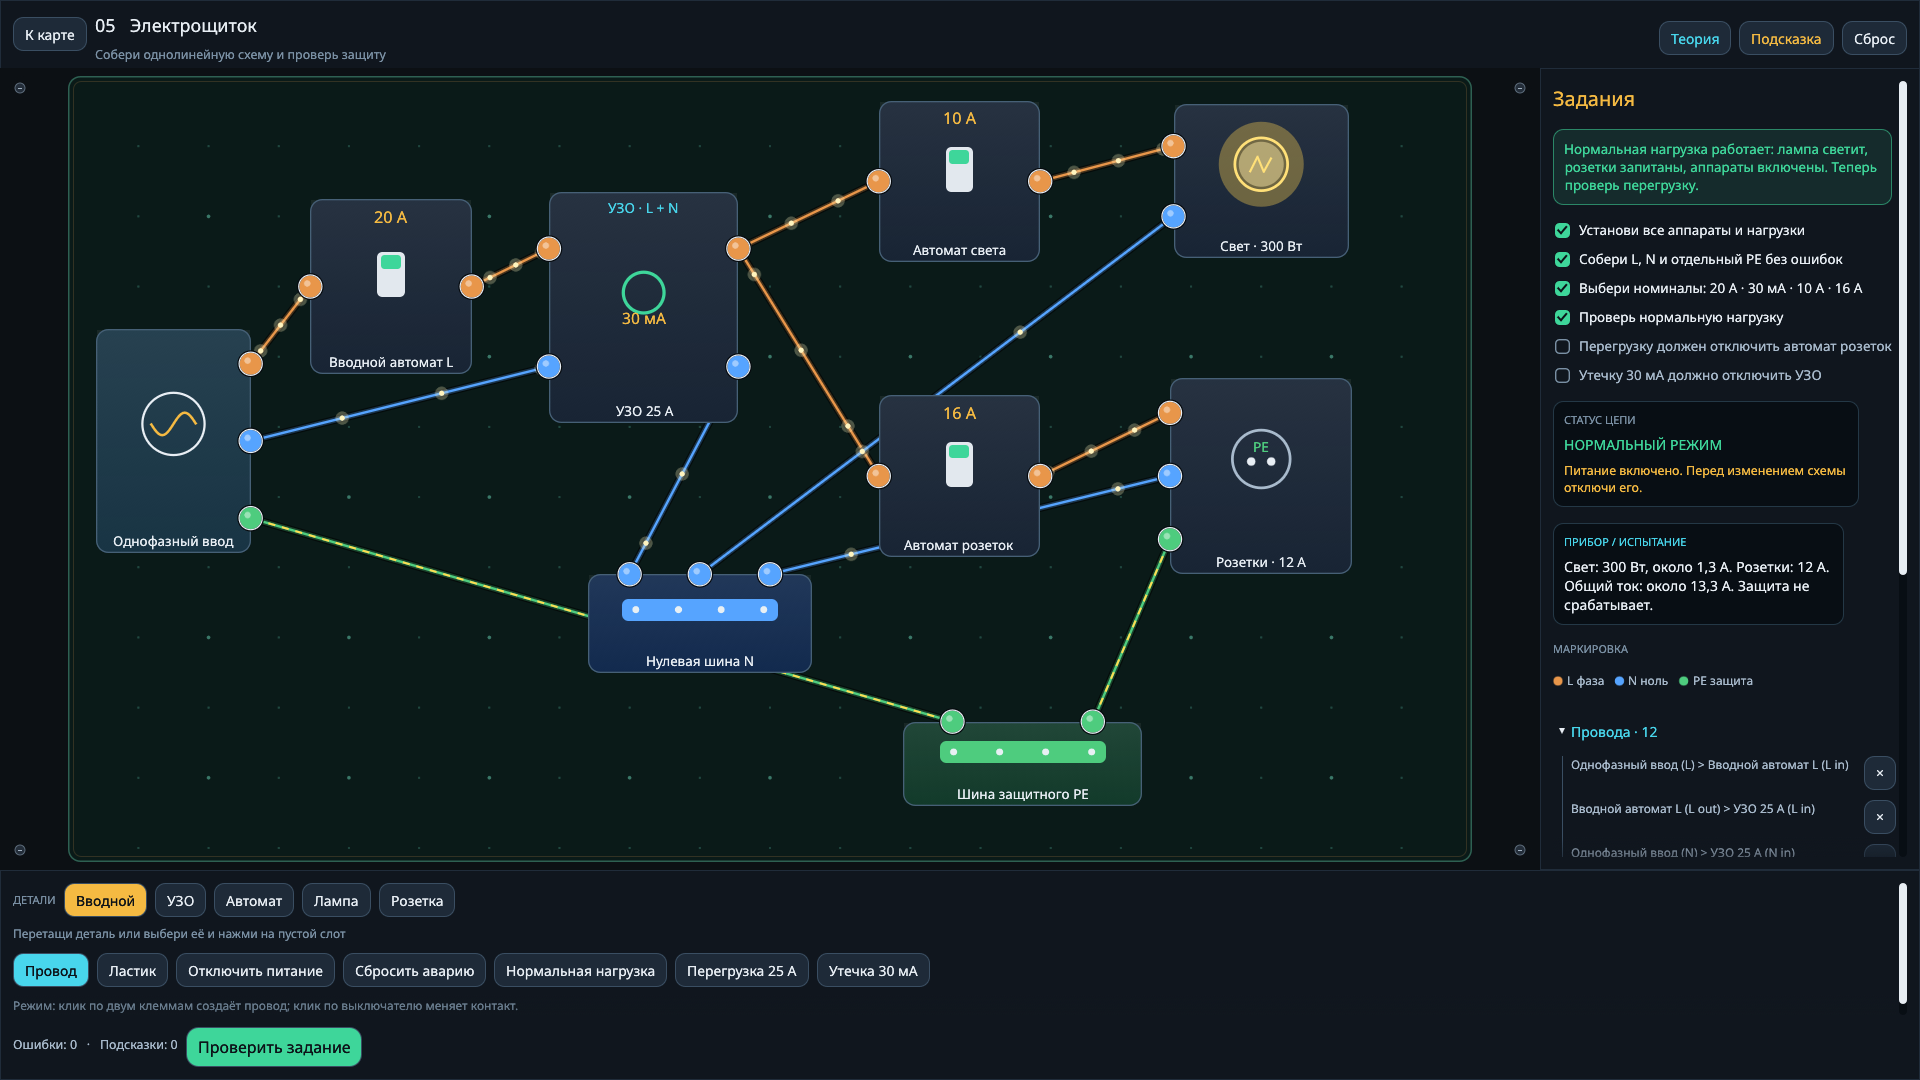 К карте
05 Электрощиток
Собери однолинейную схему и проверь защиту
Теория
Подсказка
Сброс
20 А
Вводной автомат L
УЗО · L + N
30 мА
УЗО 25 А
10 А
Автомат света
Свет · 300 Вт
Однофазный ввод
16 А
Автомат розеток
PE
Розетки · 12 А
Нулевая шина N
Шина защитного PE
Задания
Нормальная нагрузка работает: лампа светит,
розетки запитаны, аппараты включены. Теперь
проверь перегрузку.
Установи все аппараты и нагрузки
Собери L, N и отдельный PE без ошибок
Выбери номиналы: 20 А · 30 мА · 10 А · 16 А
Проверь нормальную нагрузку
Перегрузку должен отключить автомат розеток
Утечку 30 мА должно отключить УЗО
СТАТУС ЦЕПИ
НОРМАЛЬНЫЙ РЕЖИМ
Питание включено. Перед изменением схемы
отключи его.
ПРИБОР / ИСПЫТАНИЕ
Свет: 300 Вт, около 1,3 А. Розетки: 12 А.
Общий ток: около 13,3 А. Защита не
срабатывает.
МАРКИРОВКА
L фаза N ноль PE защита
Провода · 12
Однофазный ввод (L) > Вводной автомат L (L in)
×
Вводной автомат L (L out) > УЗО 25 А (L in)
×
Однофазный ввод (N) > УЗО 25 А (N in)
ДЕТАЛИ
Вводной
УЗО
Автомат
Лампа
Розетка
Перетащи деталь или выбери её и нажми на пустой слот
Провод
Ластик
Отключить питание
Сбросить аварию
Нормальная нагрузка
Перегрузка 25 А
Утечка 30 мА
Режим: клик по двум клеммам создаёт провод; клик по выключателю меняет контакт.
Ошибки: 0 · Подсказки: 0
Проверить задание